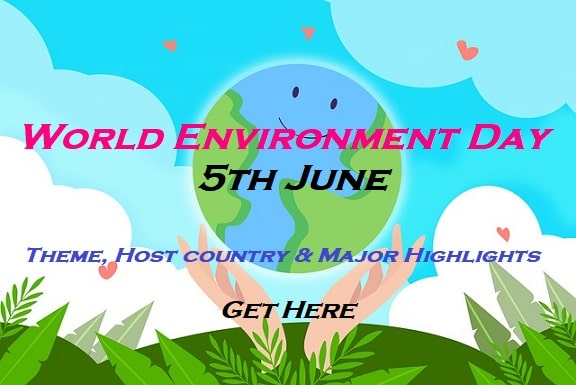 World Environment Day
5th June
Theme, Host country & Major Highlights
Get Here